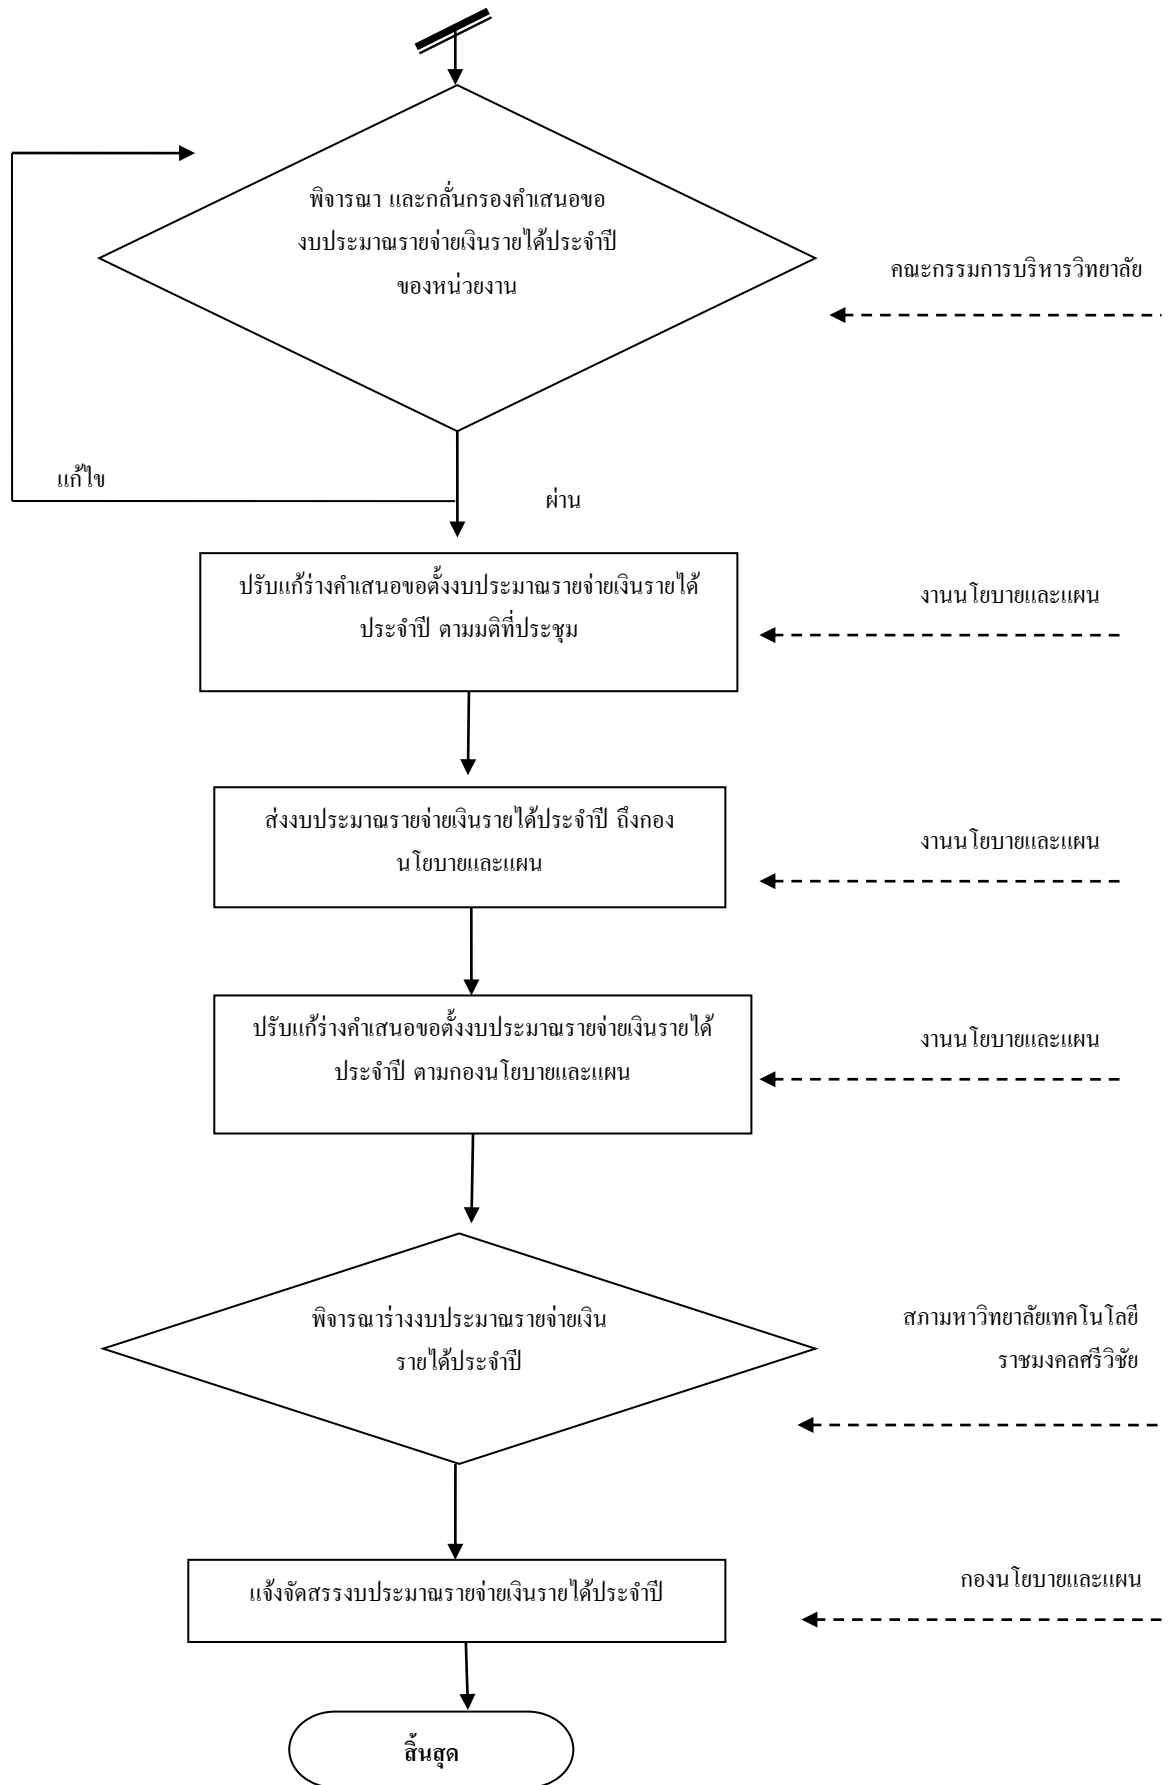 พิจารณา และกลั่นกรองคำเสนอขอ
งบประมาณรายจ่ายเงินรายได้ประจำปี
ของหน่วยงาน
คณะกรรมการบริหารวิทยาลัย
แก้ไข
ผ่าน
ปรับแก้ร่างคำเสนอขอตั้งงบประมาณรายจ่ายเงินรายได้
ประจำปี ตามมติที่ประชุม
งานนโยบายและแผน
ส่งงบประมาณรายจ่ายเงินรายได้ประจำปี ถึงกอง
นโยบายและแผน
งานนโยบายและแผน
ปรับแก้ร่างคำเสนอขอตั้งงบประมาณรายจ่ายเงินรายได้
ประจำปี ตามกองนโยบายและแผน
งานนโยบายและแผน
พิจารณาร่างงบประมาณรายจ่ายเงิน
รายได้ประจำปี
สภามหาวิทยาลัยเทคโนโลยี
ราชมงคลศรีวิชัย
แจ้งจัดสรรงบประมาณรายจ่ายเงินรายได้ประจำปี
กองนโยบายและแผน
สิ้นสุด